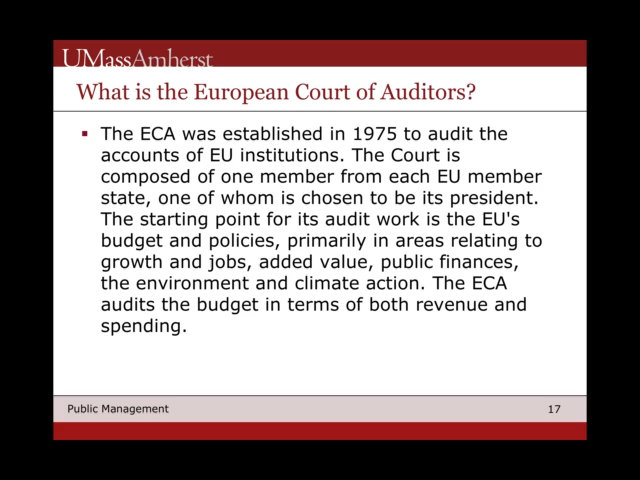 UMassAmherst
What is the European Court of Auditors?
▪ The ECA was established in 1975 to audit the
accounts of EU institutions. The Court is
composed of one member from each EU member
state, one of whom is chosen to be its president.
The starting point for its audit work is the EU's
budget and policies, primarily in areas relating to
growth and jobs, added value, public finances,
the environment and climate action. The ECA
audits the budget in terms of both revenue and
spending.
Public Management 17